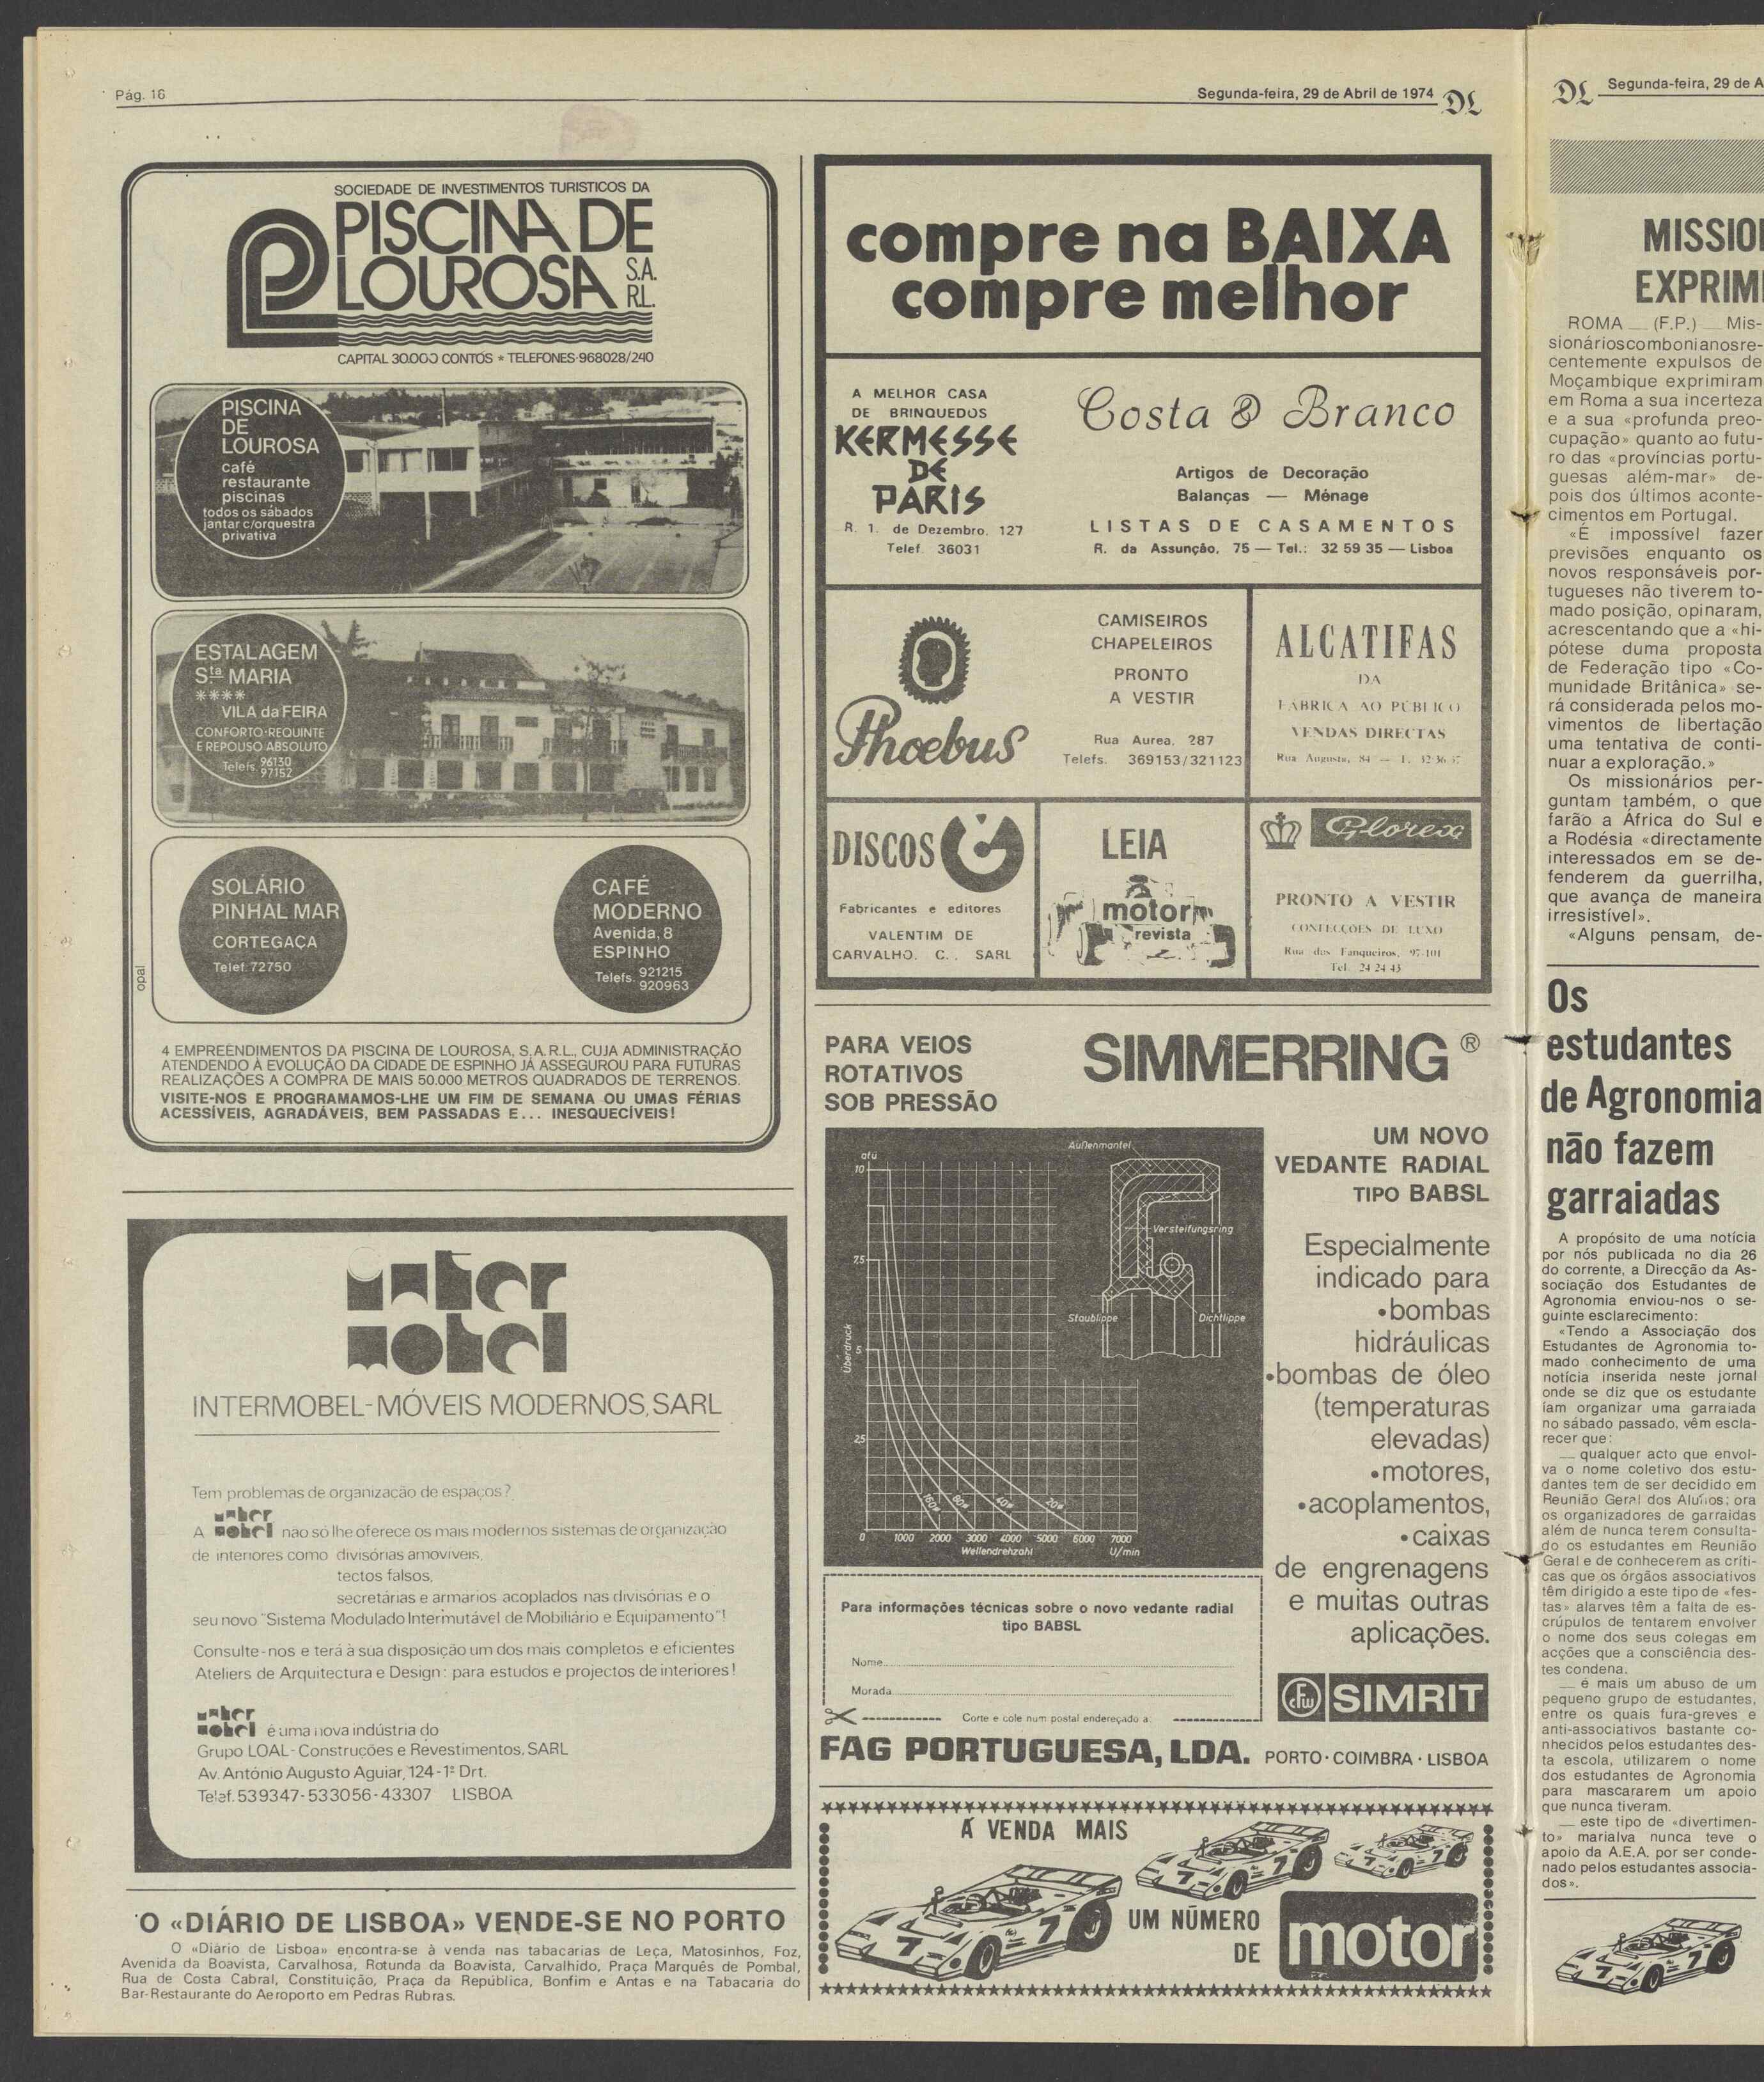 Pág. 16
Segunda-feira, 29 de Abril de 1974
DL
SOCIEDADE DE INVESTIMENTOS TURISTICOS DA
PISCINA DE
LOUROSA S.A.
R.L.
CAPITAL 30.000 CONTOS * TELEFONES·968028/240
PISCINA
DE
LOUROSA
café
restaurante
piscinas
todos os sábados
jantar c/orquestra
privativa
ESTALAGEM
Sta MARIA
****
VILA da FEIRA
CONFORTO·REQUINTE
E REPOUSO ABSOLUTO
Telefs. 96130
97152
SOLÁRIO
PINHAL MAR
CORTEGAÇA
Telef. 72750
CAFÉ
MODERNO
Avenida, 8
ESPINHO
Telefs. 921215
920963
opal
4 EMPREENDIMENTOS DA PISCINA DE LOUROSA, S.A.R.L., CUJA ADMINISTRAÇÃO
ATENDENDO À EVOLUÇÃO DA CIDADE DE ESPINHO JÁ ASSEGUROU PARA FUTURAS
REALIZAÇÕES A COMPRA DE MAIS 50.000 METROS QUADRADOS DE TERRENOS.
VISITE-NOS E PROGRAMAMOS-LHE UM FIM DE SEMANA OU UMAS FÉRIAS
ACESSÍVEIS, AGRADÁVEIS, BEM PASSADAS E... INESQUECÍVEIS!
inter
mobel
INTERMOBEL-MÓVEIS MODERNOS, SARL
Tem problemas de organização de espaços?
A inter mobel não só lhe oferece os mais modernos sistemas de organização
de interiores como divisórias amovíveis,
tectos falsos,
secretárias e armarios acoplados nas divisórias e o
seu novo "Sistema Modulado Intermutável de Mobiliário e Equipamento"!
Consulte-nos e terá à sua disposição um dos mais completos e eficientes
Ateliers de Arquitectura e Design: para estudos e projectos de interiores!
inter
mobel é uma nova indústria do
Grupo LOAL-Construções e Revestimentos, SARL
Av. António Augusto Aguiar, 124-1º Drt.
Telef. 539347-533056-43307 LISBOA
O «DIÁRIO DE LISBOA» VENDE-SE NO PORTO
O «Diário de Lisboa» encontra-se à venda nas tabacarias de Leça, Matosinhos, Foz,
Avenida da Boavista, Carvalhosa, Rotunda da Boavista, Carvalhido, Praça Marquês de Pombal,
Rua de Costa Cabral, Constituição, Praça da República, Bonfim e Antas e na Tabacaria do
Bar-Restaurante do Aeroporto em Pedras Rubras.
compre na BAIXA
compre melhor
A MELHOR CASA
DE BRINQUEDOS
KERMESSE
DE
PARIS
R. 1. de Dezembro, 127
Telef. 36031
Costa & Branco
Artigos de Decoração
Balanças — Ménage
LISTAS DE CASAMENTOS
R. da Assunção, 75 — Tel.: 32 59 35 — Lisboa
Phoebus
CAMISEIROS
CHAPELEIROS
PRONTO
A VESTIR
Rua Aurea, 287
Telefs. 369153/321123
ALCATIFAS
DA
FÁBRICA AO PÚBLICO
VENDAS DIRECTAS
Rua Augusta, 84 — T. 32 36 37
DISCOS
Fabricantes e editores
VALENTIM DE
CARVALHO, C., SARL
LEIA
motor
revista
Glorex
PRONTO A VESTIR
CONFECÇÕES DE LUXO
Rua dos Fanqueiros, 97-101
Tel. 24 24 43
PARA VEIOS
ROTATIVOS
SOB PRESSÃO
SIMMERRING ®
UM NOVO
VEDANTE RADIAL
TIPO BABSL
atü
10
7,5
5
2,5
0
Überdruck
Außenmantel
Versteifungsring
Staublippe
Dichtlippe
160ø 80ø 40ø 20ø
1000 2000 3000 4000 5000 6000 7000
Wellendrehzahl U/min
Especialmente
indicado para
•bombas
hidráulicas
•bombas de óleo
(temperaturas
elevadas)
•motores,
•acoplamentos,
•caixas
de engrenagens
e muitas outras
aplicações.
Para informações técnicas sobre o novo vedante radial
tipo BABSL
Nome
Morada
Corte e cole num postal endereçado a
CFW SIMRIT
FAG PORTUGUESA, LDA. PORTO·COIMBRA·LISBOA
À VENDA MAIS
UM NÚMERO
DE
motor
7
7
DL
Segunda-feira, 29 de A
MISSIO
EXPRIM
ROMA — (F.P.) — Mis-
sionárioscombonianosre-
centemente expulsos de
Moçambique exprimiram
em Roma a sua incerteza
e a sua «profunda preo-
cupação» quanto ao futu-
ro das «províncias portu-
guesas além-mar» de-
pois dos últimos aconte-
cimentos em Portugal.
«É impossível fazer
previsões enquanto os
novos responsáveis por-
tugueses não tiverem to-
mado posição, opinaram,
acrescentando que a «hi-
pótese duma proposta
de Federação tipo «Co-
munidade Britânica» se-
rá considerada pelos mo-
vimentos de libertação
uma tentativa de conti-
nuar a exploração.»
Os missionários per-
guntam também, o que
farão a África do Sul e
a Rodésia «directamente
interessados em se de-
fenderem da guerrilha,
que avança de maneira
irresistível».
«Alguns pensam, de-
Os
estudantes
de Agronomia
não fazem
garraiadas
A propósito de uma notícia
por nós publicada no dia 26
do corrente, a Direcção da As-
sociação dos Estudantes de
Agronomia enviou-nos o se-
guinte esclarecimento:
«Tendo a Associação dos
Estudantes de Agronomia to-
mado conhecimento de uma
notícia inserida neste jornal
onde se diz que os estudante
íam organizar uma garraiada
no sábado passado, vêm escla-
recer que:
— qualquer acto que envol-
va o nome coletivo dos estu-
dantes tem de ser decidido em
Reunião Geral dos Alunos; ora
os organizadores de garraidas
além de nunca terem consulta-
do os estudantes em Reunião
Geral e de conhecerem as críti-
cas que os órgãos associativos
têm dirigido a este tipo de «fes-
tas» alarves têm a falta de es-
crúpulos de tentarem envolver
o nome dos seus colegas em
acções que a consciência des-
tes condena.
— é mais um abuso de um
pequeno grupo de estudantes,
entre os quais fura-greves e
anti-associativos bastante co-
nhecidos pelos estudantes des-
ta escola, utilizarem o nome
dos estudantes de Agronomia
para mascararem um apoio
que nunca tiveram.
— este tipo de «divertimen-
to» marialva nunca teve o
apoio da A.E.A. por ser conde-
nado pelos estudantes associa-
dos».
7